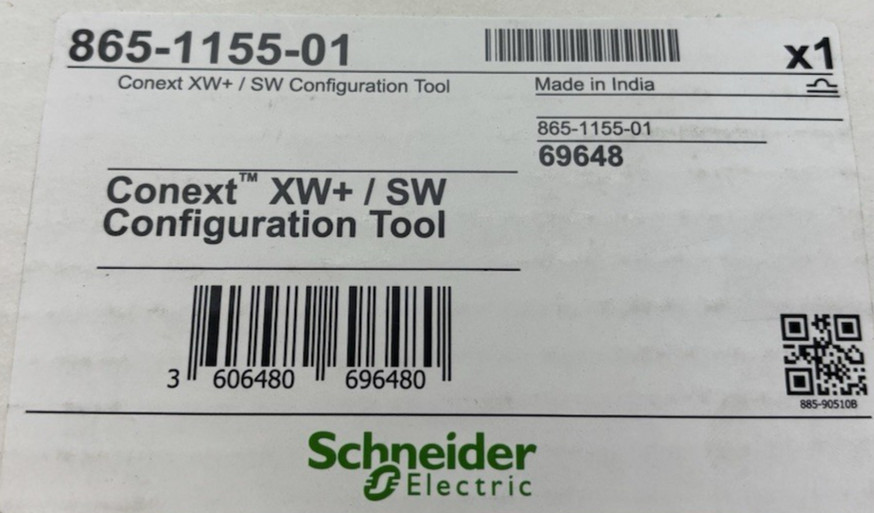 865-1155-01
x1
Conext XW+ / SW Configuration Tool
Made in India
865-1155-01
69648
Conext™ XW+ / SW
Configuration Tool
3 606480 696480
885-90510B
Schneider
Electric